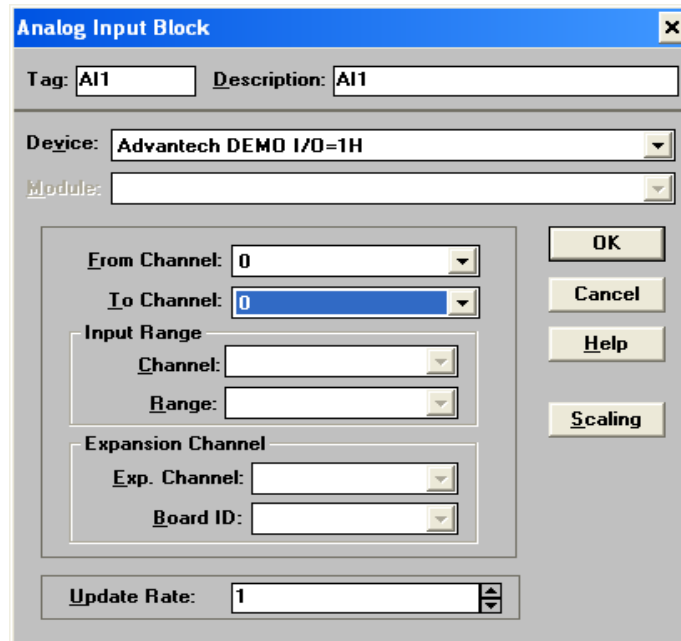 Analog Input Block
Tag: AI1 Description: AI1
Device: Advantech DEMO I/O=1H
Module:
From Channel: 0
To Channel: 0
Input Range
Channel:
Range:
Expansion Channel
Exp. Channel:
Board ID:
Update Rate: 1
OK
Cancel
Help
Scaling